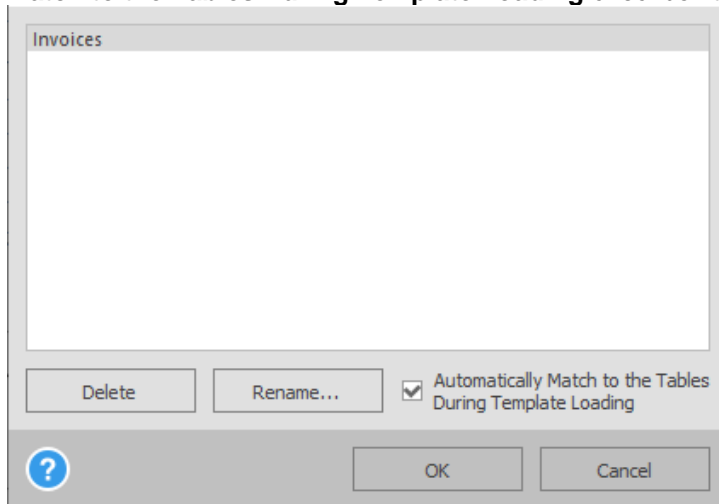 Invoices
Delete
Rename...
Automatically Match to the Tables
During Template Loading
?
OK
Cancel